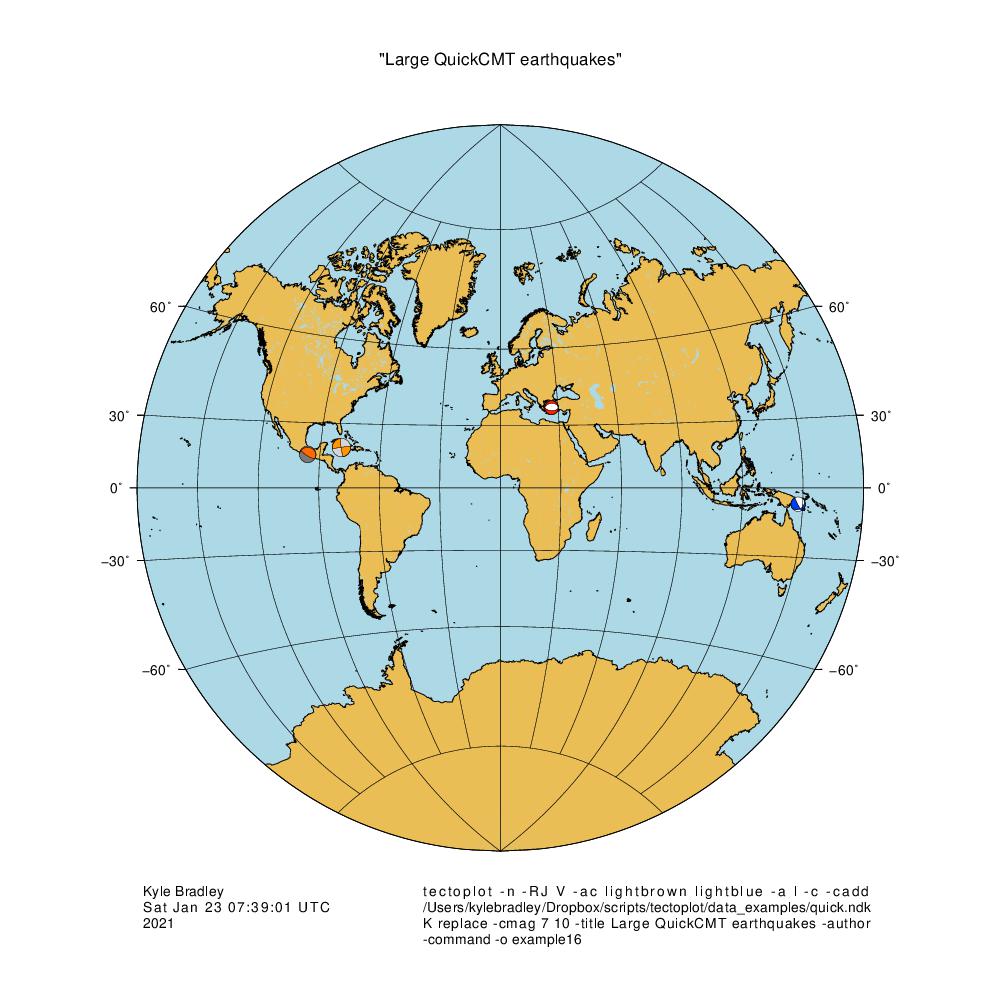 "Large QuickCMT earthquakes"
60°
60°
30°
30°
0°
0°
−30°
−30°
−60°
−60°
Kyle Bradley
Sat Jan 23 07:39:01 UTC
2021
tectoplot -n -RJ V -ac lightbrown lightblue -a l -c -cadd
/Users/kylebradley/Dropbox/scripts/tectoplot/data_examples/quick.ndk
K replace -cmag 7 10 -title Large QuickCMT earthquakes -author
-command -o example16